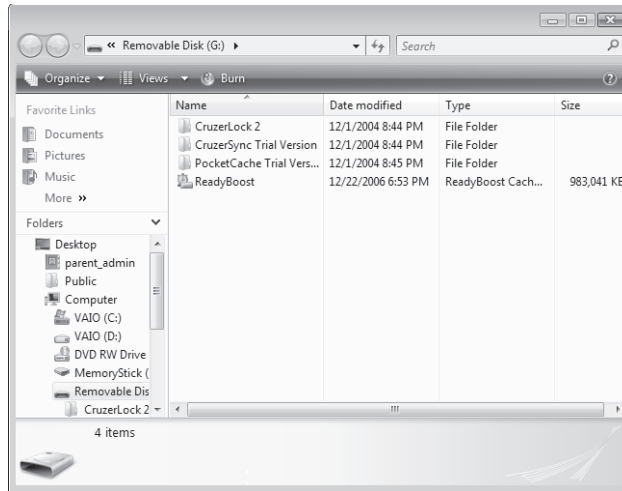 « Removable Disk (G:)
Search
Organize Views Burn
Favorite Links
Documents
Pictures
Music
More »
Folders
Desktop
parent_admin
Public
Computer
VAIO (C:)
VAIO (D:)
DVD RW Drive
MemoryStick (
Removable Dis
CruzerLock 2
Name Date modified Type Size
CruzerLock 2 12/1/2004 8:44 PM File Folder
CruzerSync Trial Version 12/1/2004 8:44 PM File Folder
PocketCache Trial Vers... 12/1/2004 8:45 PM File Folder
ReadyBoost 12/22/2006 6:53 PM ReadyBoost Cach... 983,041 KB
4 items